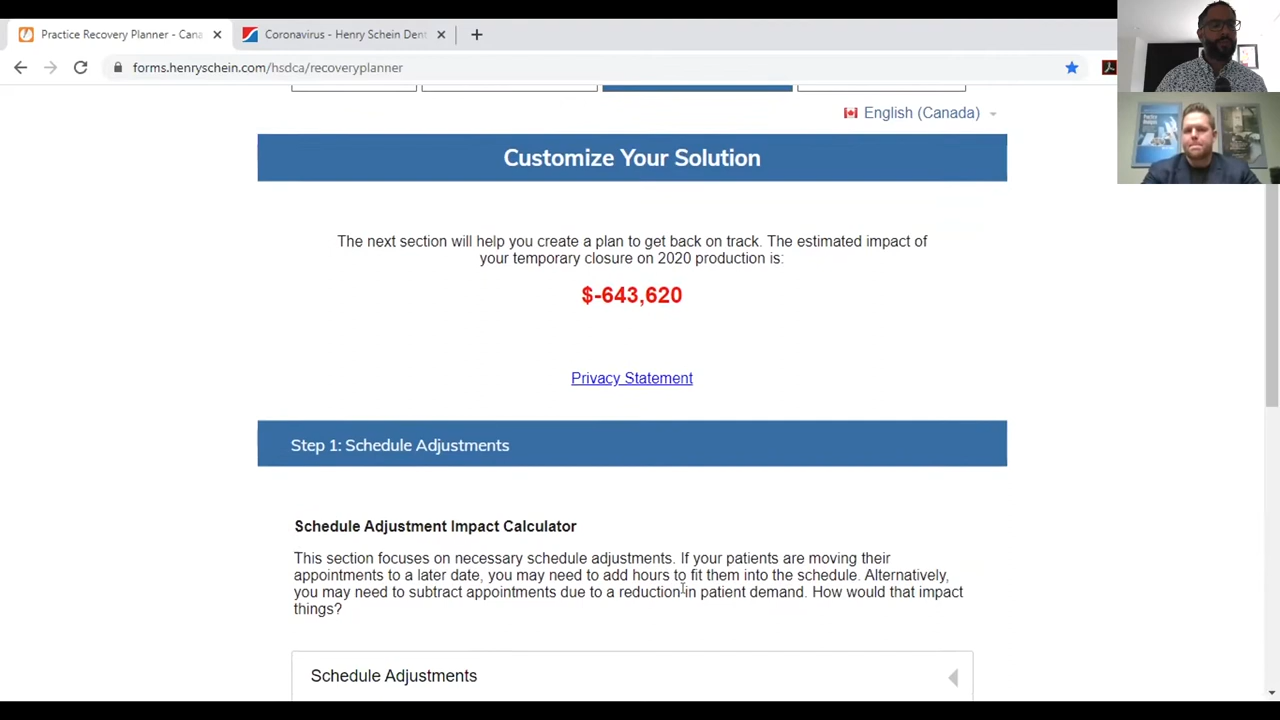 Practice Recovery Planner - Cana
Coronavirus - Henry Schein Dent
forms.henryschein.com/hsdca/recoveryplanner
English (Canada)
Customize Your Solution
The next section will help you create a plan to get back on track. The estimated impact of
your temporary closure on 2020 production is:
$-643,620
Privacy Statement
Step 1: Schedule Adjustments
Schedule Adjustment Impact Calculator
This section focuses on necessary schedule adjustments. If your patients are moving their
appointments to a later date, you may need to add hours to fit them into the schedule. Alternatively,
you may need to subtract appointments due to a reduction in patient demand. How would that impact
things?
Schedule Adjustments